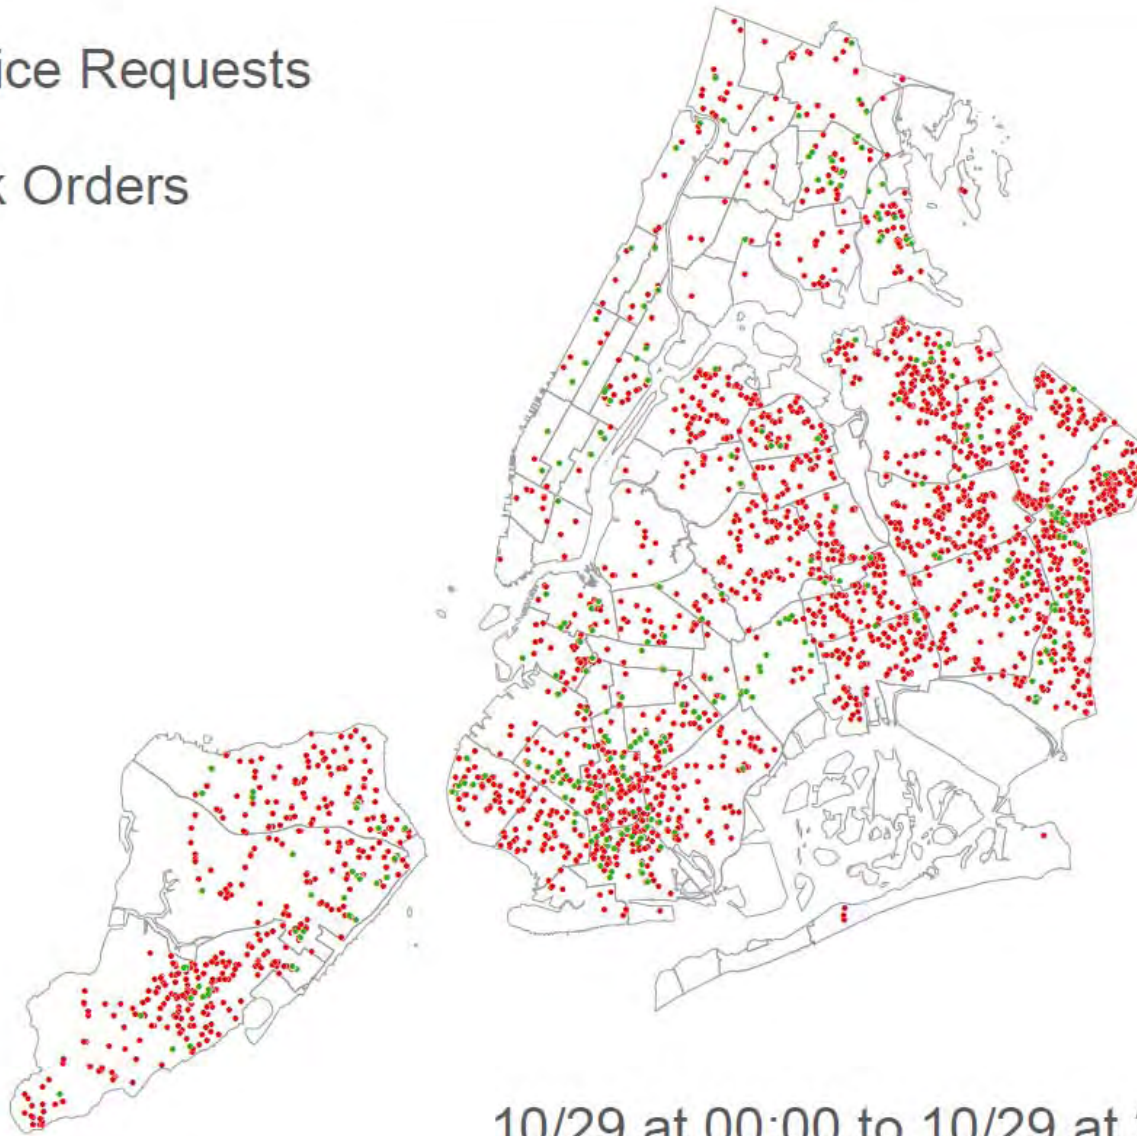 ice Requests
k Orders
10/29 at 00:00 to 10/29 at